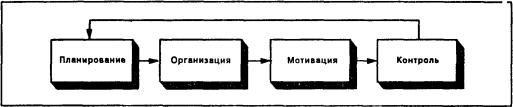 Планирование
Организация
Мотивация
Контроль